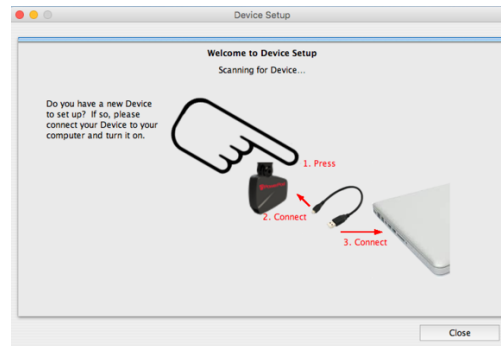 Device Setup
Welcome to Device Setup
Scanning for Device...
Do you have a new Device
to set up? If so, please
connect your Device to your
computer and turn it on.
1. Press
2. Connect
3. Connect
Close